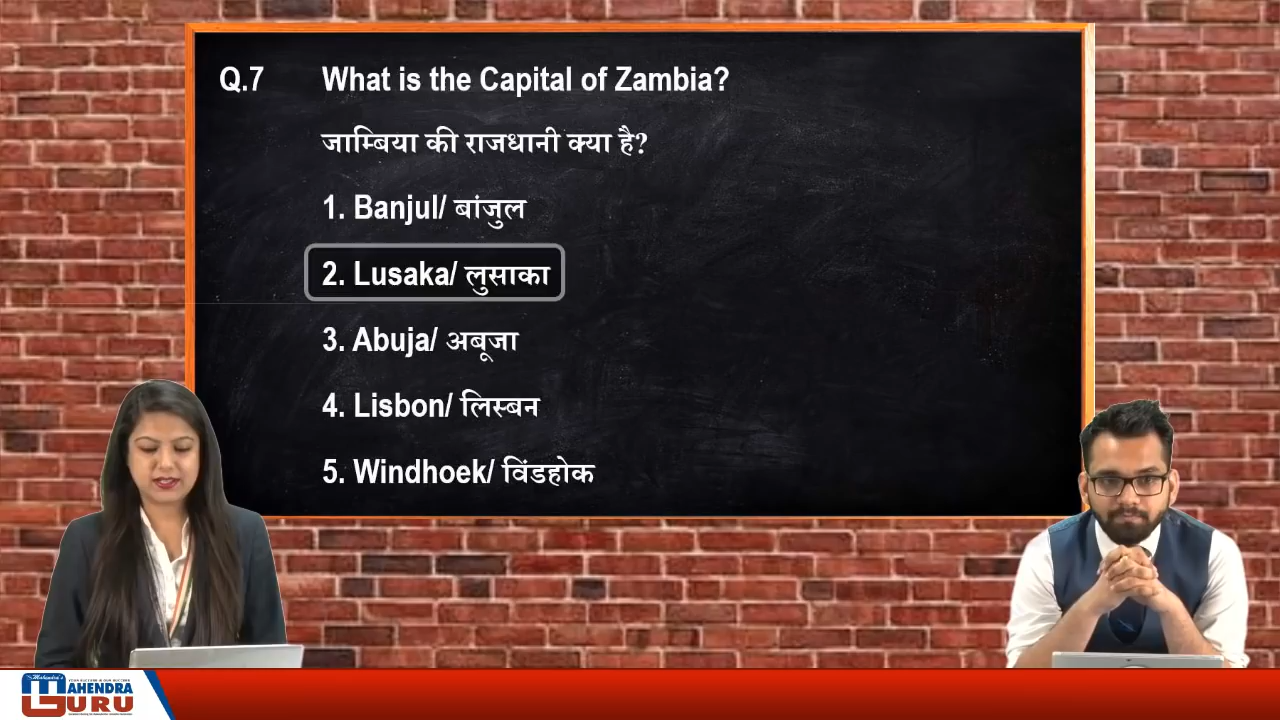 Q.7 What is the Capital of Zambia?
जाम्बिया की राजधानी क्या है?
1. Banjul/ बांजुल
2. Lusaka/ लुसाका
3. Abuja/ अबूजा
4. Lisbon/ लिस्बन
5. Windhoek/ विंडहोक
Mahendra's
MAHENDRA
GURU